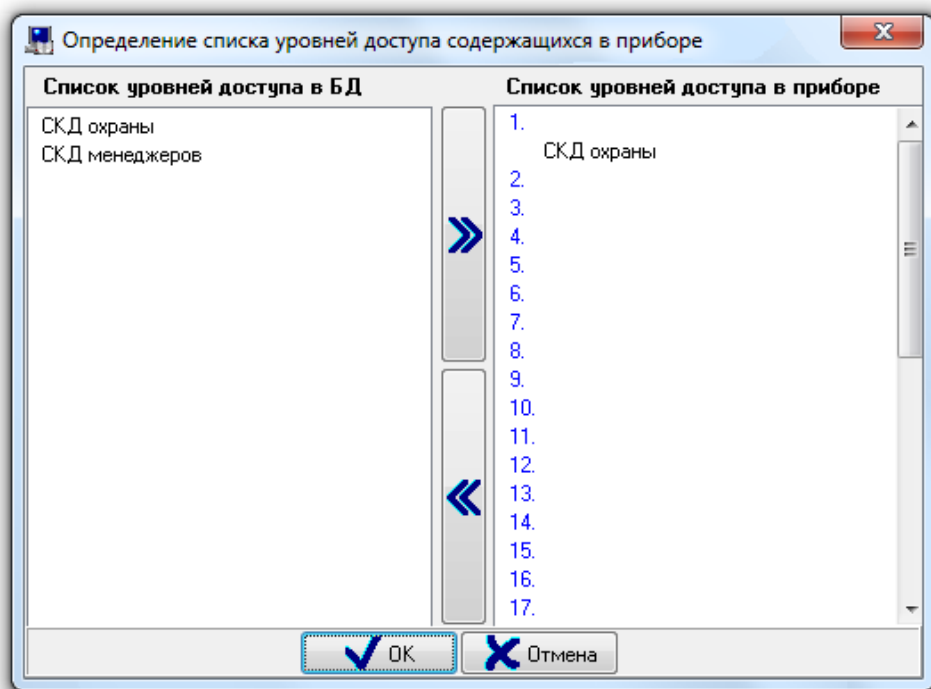 Определение списка уровней доступа содержащихся в приборе
Список уровней доступа в БД
СКД охраны
СКД менеджеров
Список уровней доступа в приборе
1.
СКД охраны
2.
3.
4.
5.
6.
7.
8.
9.
10.
11.
12.
13.
14.
15.
16.
17.
OK
Отмена